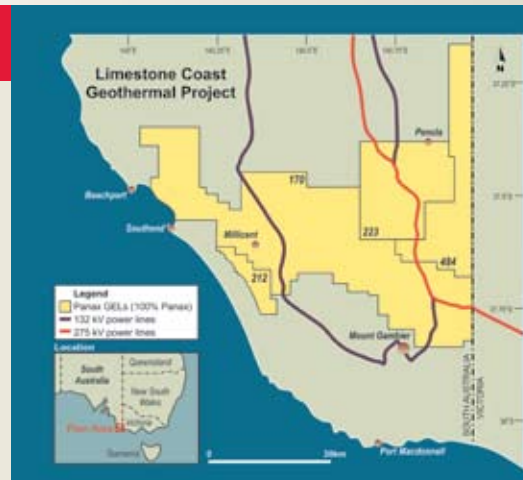 Limestone Coast
Geothermal Project
N
Penola
Beachport
170
Southend
Millicent
223
484
212
Legend
Panax GELs (100% Panax)
132 kV power lines
275 kV power lines
Mount Gambier
Location
South
Australia
Queensland
New South
Wales
Victoria
Tasmania
SOUTH AUSTRALIA
VICTORIA
0
Port Macdonnell